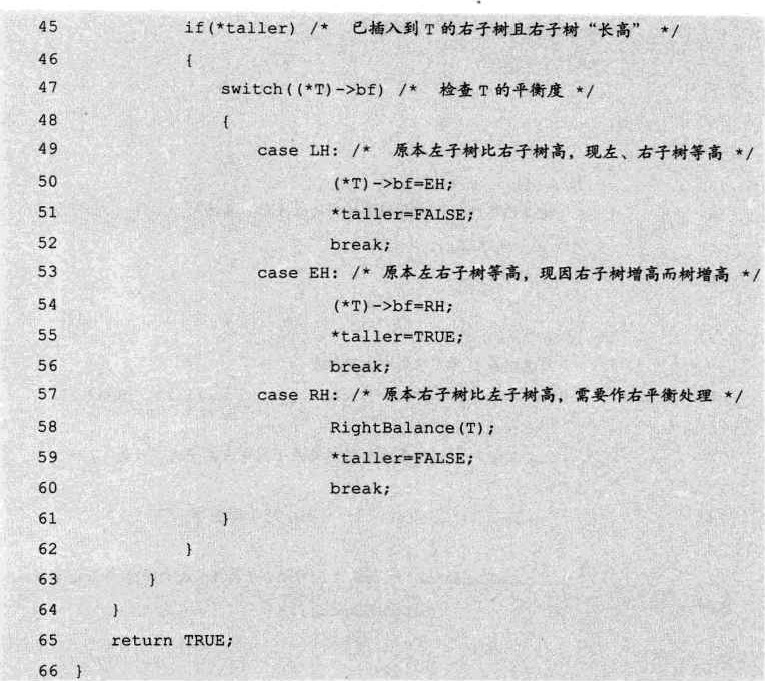 45 if(*taller) /* 已插入到 T 的右子树且右子树“长高” */
46 {
47 switch((*T)->bf) /* 检查 T 的平衡度 */
48 {
49 case LH: /* 原本左子树比右子树高，现左、右子树等高 */
50 (*T)->bf=EH;
51 *taller=FALSE;
52 break;
53 case EH: /* 原本左右子树等高，现因右子树增高而树增高 */
54 (*T)->bf=RH;
55 *taller=TRUE;
56 break;
57 case RH: /* 原本右子树比左子树高，需要作右平衡处理 */
58 RightBalance(T);
59 *taller=FALSE;
60 break;
61 }
62 }
63 }
64 }
65 return TRUE;
66 }